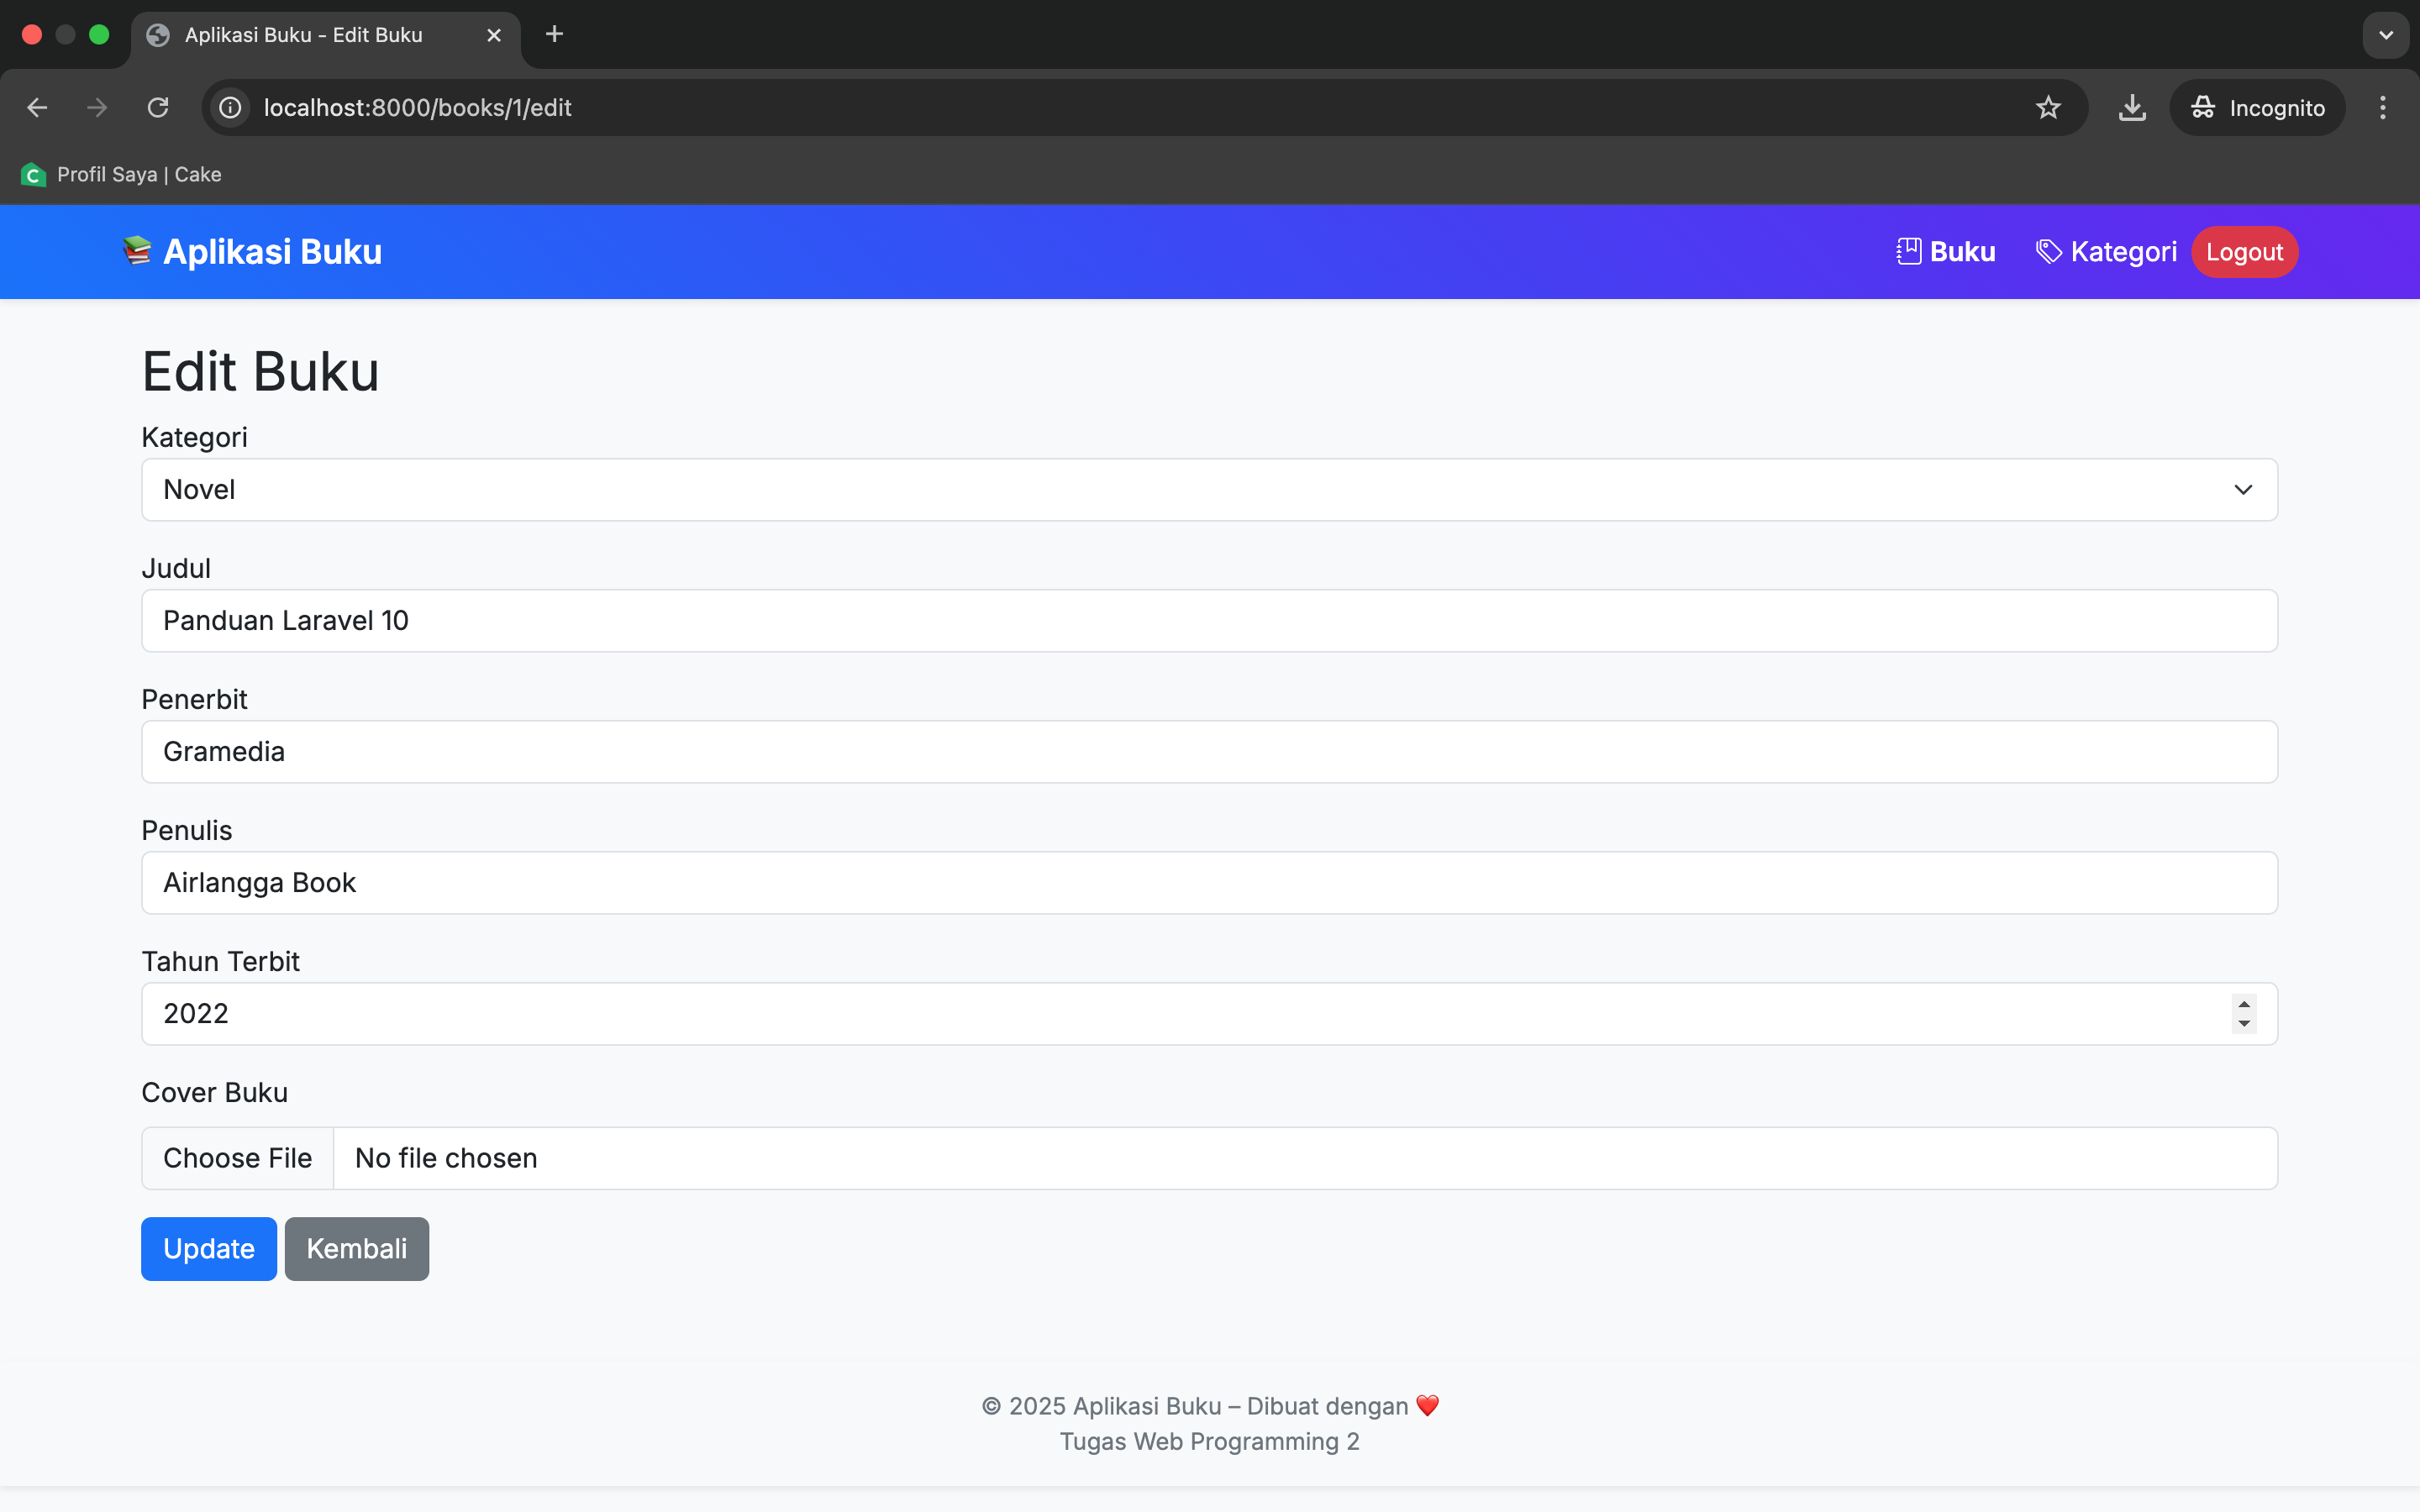 Aplikasi Buku - Edit Buku
localhost:8000/books/1/edit
Incognito
Profil Saya | Cake
Aplikasi Buku
Buku
Kategori
Logout
Edit Buku
Kategori
Novel
Judul
Panduan Laravel 10
Penerbit
Gramedia
Penulis
Airlangga Book
Tahun Terbit
2022
Cover Buku
Choose File
No file chosen
Update
Kembali
© 2025 Aplikasi Buku – Dibuat dengan ❤️
Tugas Web Programming 2